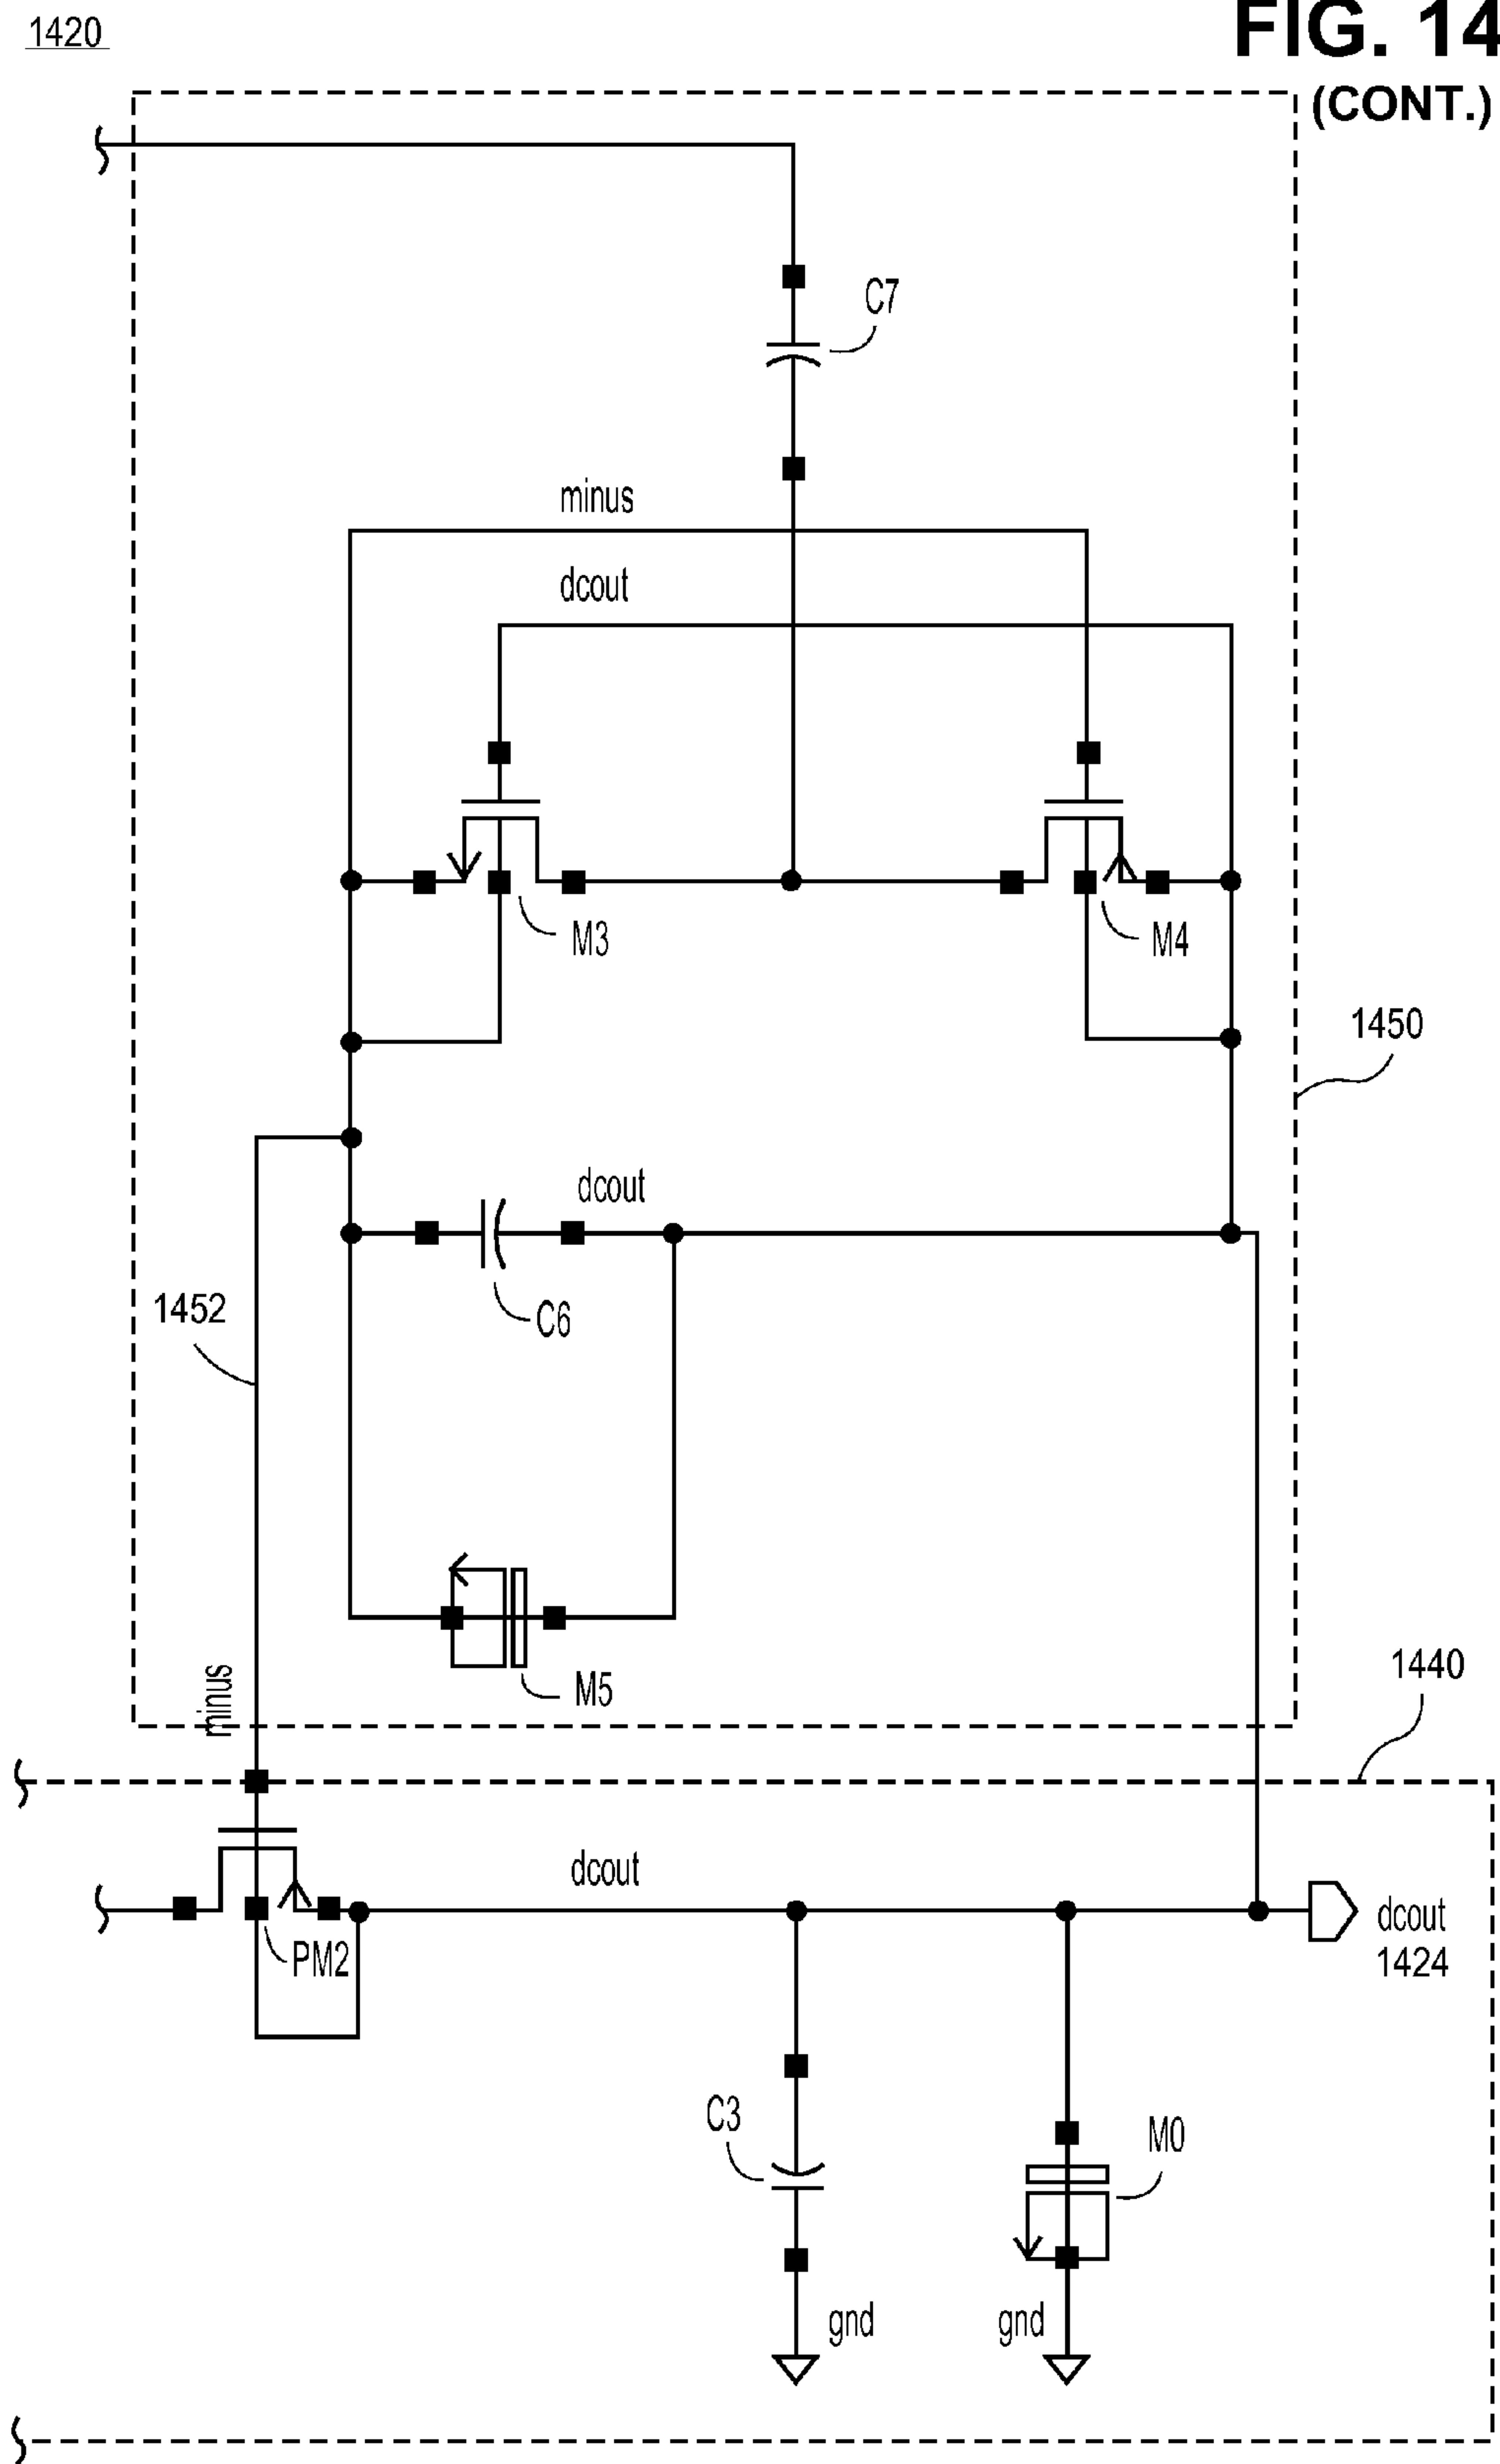 1420
FIG. 14
(CONT.)
C7
minus
dcout
M3
M4
1450
dcout
C6
1452
M5
minus
1440
dcout
dcout
1424
PM2
C3
M0
gnd
gnd